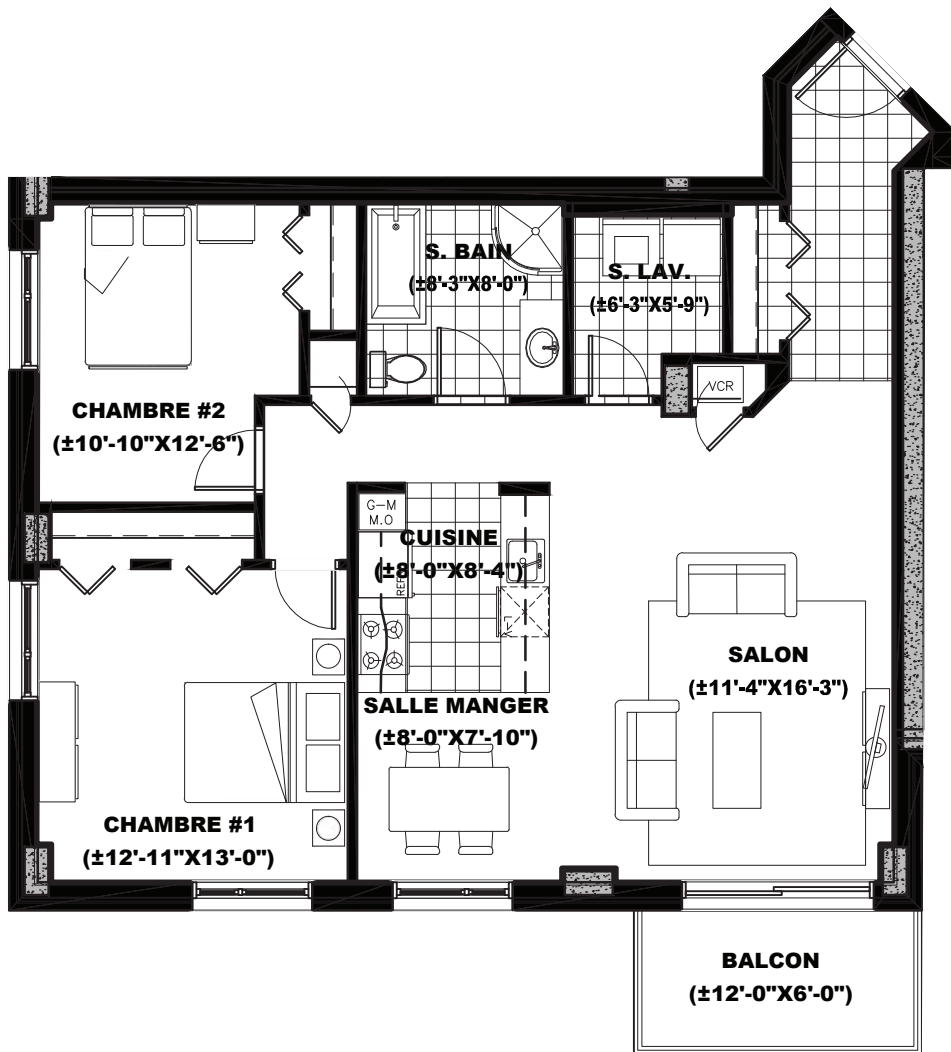 S. BAIN
(±8'-3"X8'-0")
S. LAV.
(±6'-3"X5'-9")
VCR
CHAMBRE #2
(±10'-10"X12'-6")
G-M
M.O
CUISINE
(±8'-0"X8'-4")
REF
SALON
(±11'-4"X16'-3")
SALLE MANGER
(±8'-0"X7'-10")
CHAMBRE #1
(±12'-11"X13'-0")
BALCON
(±12'-0"X6'-0")